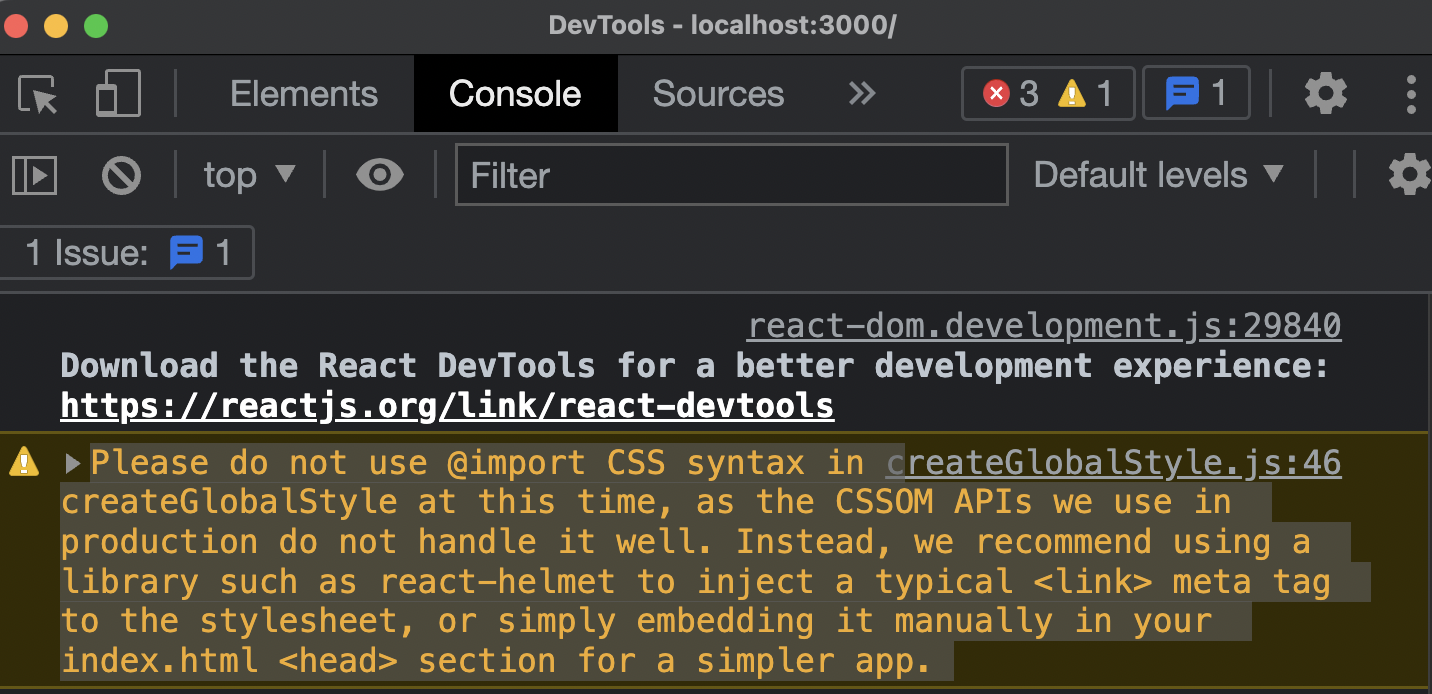 DevTools - localhost:3000/
Elements Console Sources 3 1 1
top Filter Default levels
1 Issue: 1
react-dom.development.js:29840
Download the React DevTools for a better development experience:
https://reactjs.org/link/react-devtools
Please do not use @import CSS syntax in createGlobalStyle.js:46
createGlobalStyle at this time, as the CSSOM APIs we use in
production do not handle it well. Instead, we recommend using a
library such as react-helmet to inject a typical <link> meta tag
to the stylesheet, or simply embedding it manually in your
index.html <head> section for a simpler app.